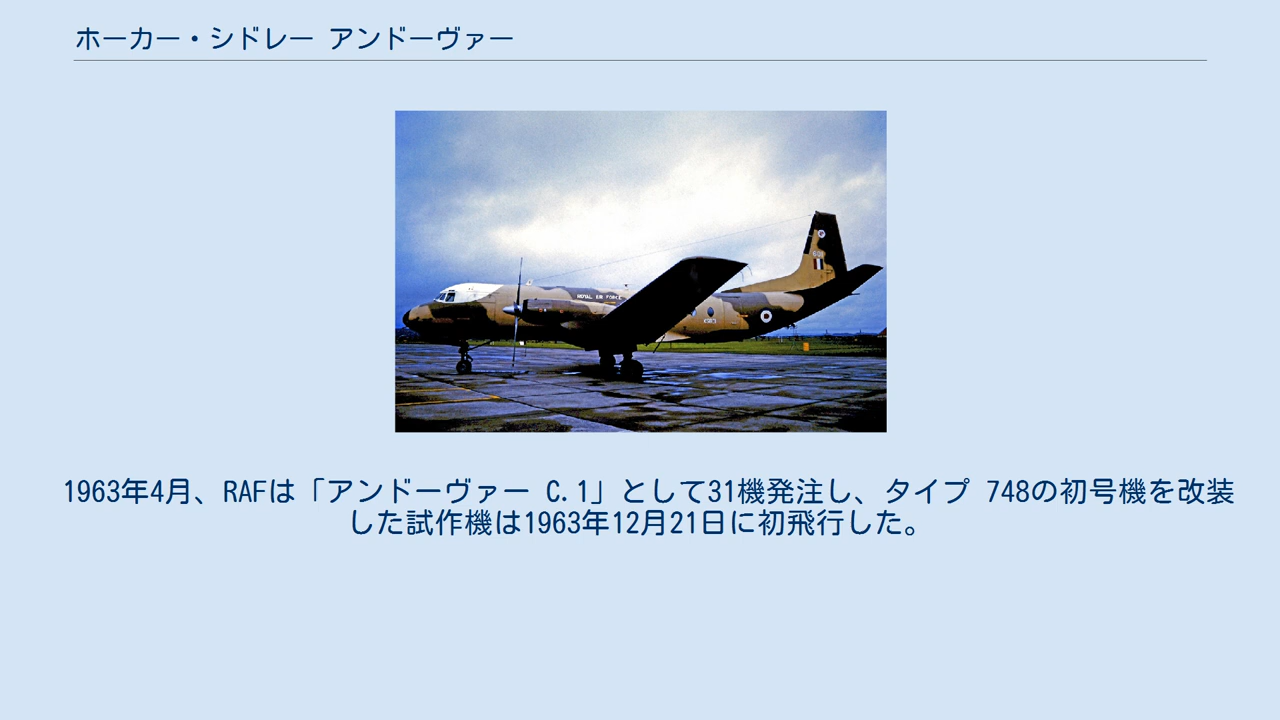 ホーカー・シドレー アンドーヴァー
ROYAL AIR FORCE
1963年4月、RAFは「アンドーヴァー C.1」として31機発注し、タイプ 748の初号機を改装
した試作機は1963年12月21日に初飛行した。